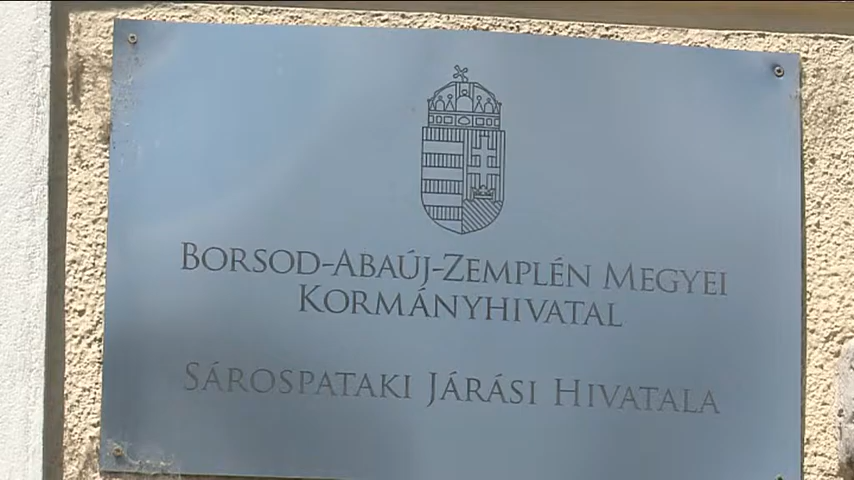 Borsod-Abaúj-Zemplén Megyei
Kormányhivatal
Sárospataki Járási Hivatala